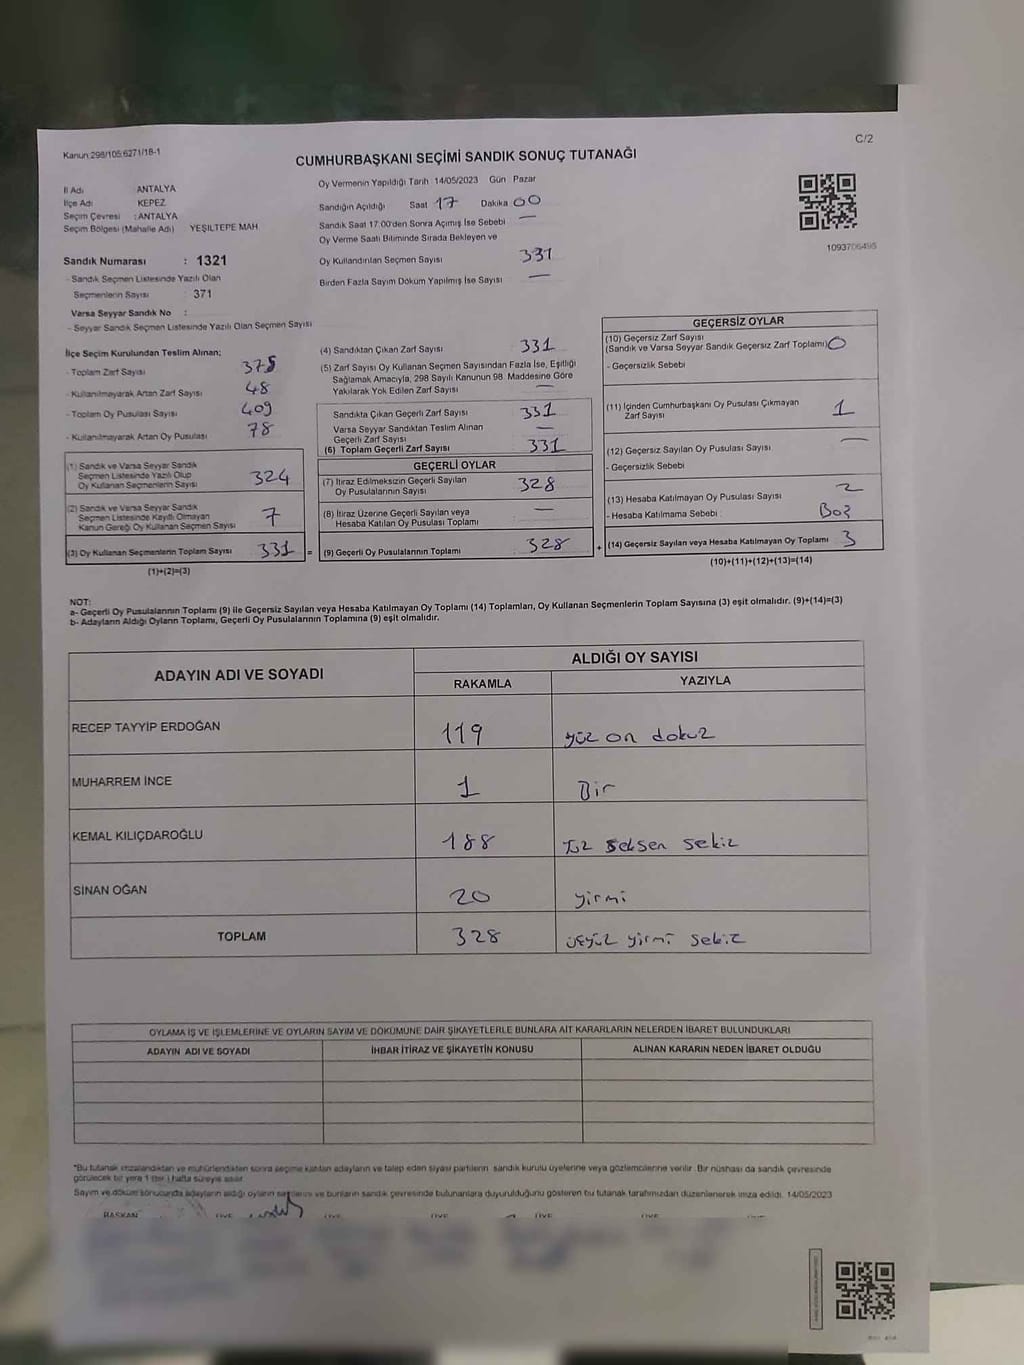 C/2
Kanun:298/105:6271/18-1
CUMHURBAŞKANI SEÇİMİ SANDIK SONUÇ TUTANAĞI
İl Adı ANTALYA
İlçe Adı KEPEZ
Seçim Çevresi : ANTALYA
Seçim Bölgesi (Mahalle Adı) YEŞİLTEPE MAH
Sandık Numarası : 1321
- Sandık Seçmen Listesinde Yazılı Olan
Seçmenlerin Sayısı : 371
Varsa Seyyar Sandık No :
- Seyyar Sandık Seçmen Listesinde Yazılı Olan Seçmen Sayısı
Oy Vermenin Yapıldığı Tarih 14/05/2023 Gün Pazar
Sandığın Açıldığı Saat 17 Dakika 00
Sandık Saat 17:00'den Sonra Açımış İse Sebebi —
Oy Verme Saati Bitiminde Sırada Bekleyen ve
Oy Kullandırılan Seçmen Sayısı 331
Birden Fazla Sayım Döküm Yapılmış İse Sayısı —
1093706495
İlçe Seçim Kurulundan Teslim Alınan;
- Toplam Zarf Sayısı 378
- Kullanılmayarak Artan Zarf Sayısı 48
- Toplam Oy Pusulası Sayısı 409
- Kullanılmayarak Artan Oy Pusulası 78
(1) Sandık ve Varsa Seyyar Sandık
Seçmen Listesinde Yazılı Olup
Oy Kullanan Seçmenlerin Sayısı 324
(2) Sandık ve Varsa Seyyar Sandık
Seçmen Listesinde Kayıtlı Olmayan
Kanun Gereği Oy Kullanan Seçmen Sayısı 7
(3) Oy Kullanan Seçmenlerin Toplam Sayısı 331 =
(1)+(2)=(3)
(4) Sandıktan Çıkan Zarf Sayısı 331
(5) Zarf Sayısı Oy Kullanan Seçmen Sayısından Fazla İse, Eşitliği
Sağlamak Amacıyla, 298 Sayılı Kanunun 98. Maddesine Göre
Yakılarak Yok Edilen Zarf Sayısı —
Sandıkta Çıkan Geçerli Zarf Sayısı 331
Varsa Seyyar Sandıktan Teslim Alınan
Geçerli Zarf Sayısı —
(6) Toplam Geçerli Zarf Sayısı 331
GEÇERLİ OYLAR
(7) İtiraz Edilmeksizin Geçerli Sayılan
Oy Pusulalarının Sayısı 328
(8) İtiraz Üzerine Geçerli Sayılan veya
Hesaba Katılan Oy Pusulası Toplamı —
(9) Geçerli Oy Pusulalarının Toplamı 328 +
GEÇERSİZ OYLAR
(10) Geçersiz Zarf Sayısı
(Sandık ve Varsa Seyyar Sandık Geçersiz Zarf Toplamı) 0
- Geçersizlik Sebebi
(11) İçinden Cumhurbaşkanı Oy Pusulası Çıkmayan
Zarf Sayısı 1
(12) Geçersiz Sayılan Oy Pusulası Sayısı —
- Geçersizlik Sebebi
(13) Hesaba Katılmayan Oy Pusulası Sayısı 2
- Hesaba Katılmama Sebebi : Boz
(14) Geçersiz Sayılan veya Hesaba Katılmayan Oy Toplamı 3
(10)+(11)+(12)+(13)=(14)
NOT:
a- Geçerli Oy Pusulalarının Toplamı (9) ile Geçersiz Sayılan veya Hesaba Katılmayan Oy Toplamı (14) Toplamları, Oy Kullanan Seçmenlerin Toplam Sayısına (3) eşit olmalıdır. (9)+(14)=(3)
b- Adayların Aldığı Oyların Toplamı, Geçerli Oy Pusulalarının Toplamına (9) eşit olmalıdır.
ADAYIN ADI VE SOYADI ALDIĞI OY SAYISI
RAKAMLA YAZIYLA
RECEP TAYYİP ERDOĞAN 119 yüz on dokuz
MUHARREM İNCE 1 Bir
KEMAL KILIÇDAROĞLU 188 Yüz seksen sekiz
SİNAN OĞAN 20 yirmi
TOPLAM 328 üçyüz yirmi sekiz
OYLAMA İŞ VE İŞLEMLERİNE VE OYLARIN SAYIM VE DÖKÜMÜNE DAİR ŞİKAYETLERLE BUNLARA AİT KARARLARIN NELERDEN İBARET BULUNDUKLARI
ADAYIN ADI VE SOYADI İHBAR İTİRAZ VE ŞİKAYETİN KONUSU ALINAN KARARIN NEDEN İBARET OLDUĞU
*Bu tutanak imzalandıktan ve mühürlendikten sonra seçime katılan adayların ve talep eden siyasi partilerin sandık kurulu üyelerine veya gözlemcilerine verilir. Bir nüshası da sandık çevresinde
görülecek bir yere 1 (bir) hafta süreyle asılır.
Sayım ve döküm sonucunda adayların aldığı oyların sayılarını ve bunların sandık çevresinde bulunanlara duyurulduğunu gösteren bu tutanak tarafımızdan düzenlenerek imza edildi. 14/05/2023
BAŞKAN ÜYE ÜYE ÜYE ÜYE ÜYE